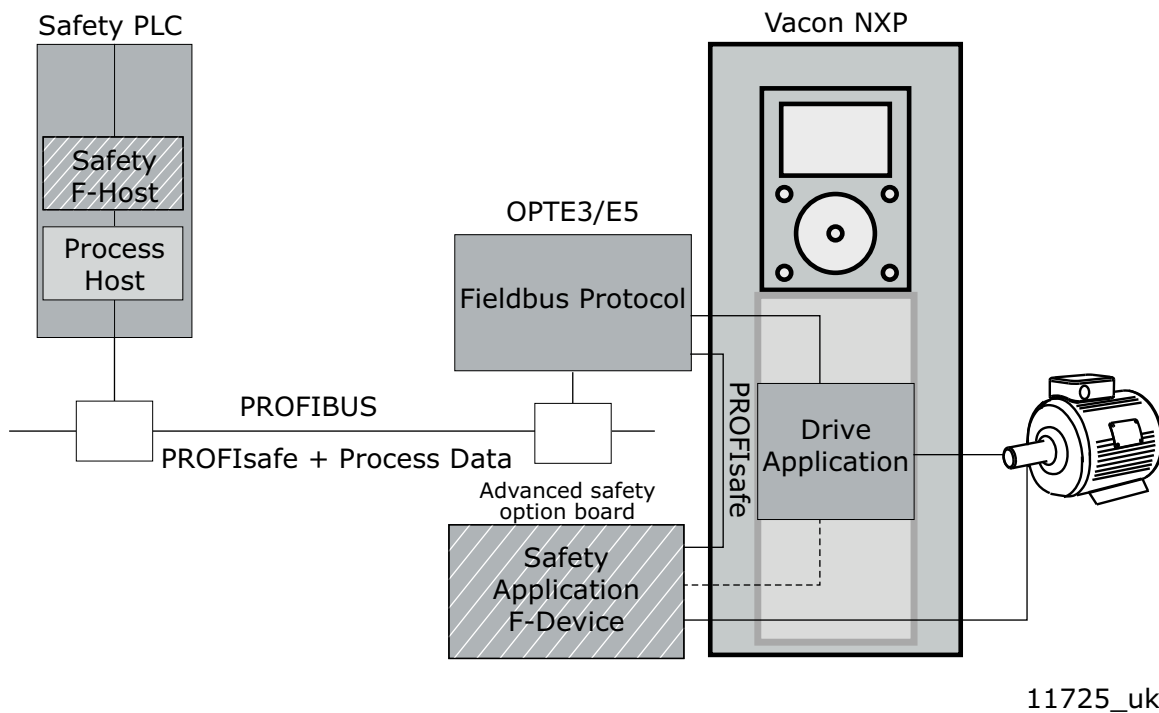 Safety PLC
Vacon NXP
Safety
F-Host
Process
Host
OPTE3/E5
Fieldbus Protocol
PROFIBUS
PROFIsafe + Process Data
PROFIsafe
Drive
Application
Advanced safety
option board
Safety
Application
F-Device
11725_uk